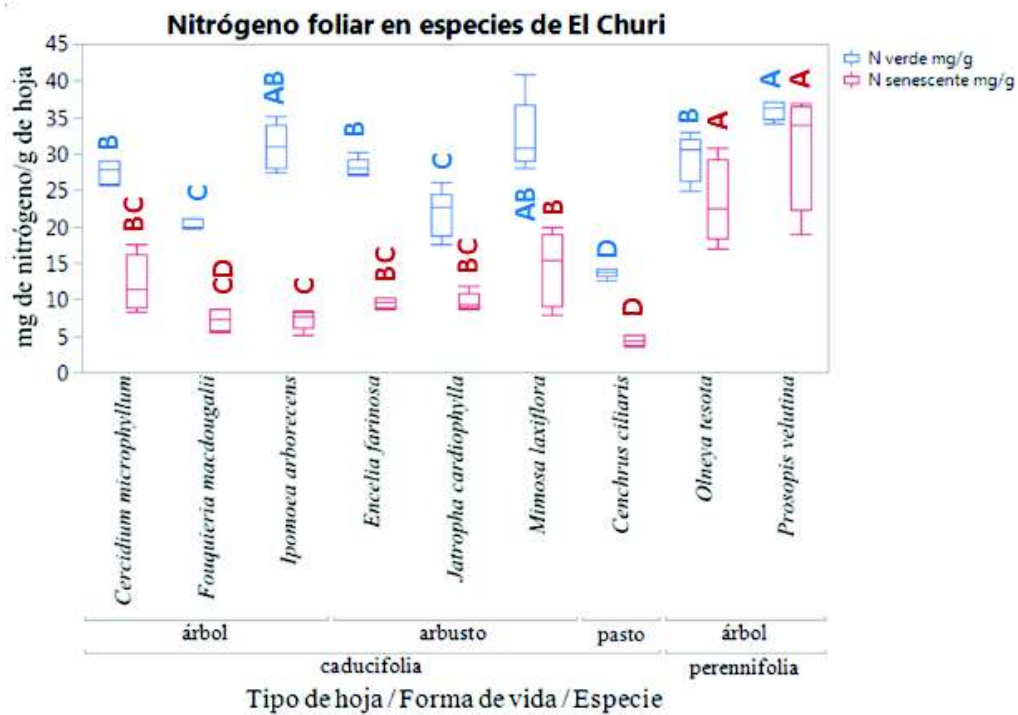 Nitrógeno foliar en especies de El Churi
N verde mg/g
N senescente mg/g
mg de nitrógeno/g de hoja
45
40
35
30
25
20
15
10
5
0
B
BC
C
CD
AB
C
B
BC
C
BC
AB
B
D
D
B
A
A
A
Cercidium microphyllum
Fouquieria macdougalii
Ipomoea arborecens
Encelia farinosa
Jatropha cardiophylla
Mimosa laxiflora
Cenchrus ciliaris
Olneya tesota
Prosopis velutina
árbol
arbusto
pasto
árbol
caducifolia
perennifolia
Tipo de hoja / Forma de vida / Especie